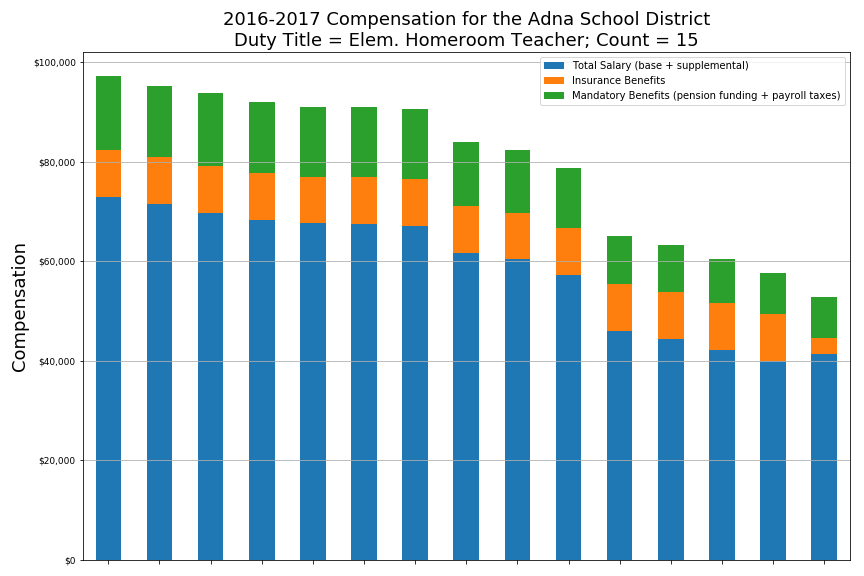 2016-2017 Compensation for the Adna School District
Duty Title = Elem. Homeroom Teacher; Count = 15
Total Salary (base + supplemental)
Insurance Benefits
Mandatory Benefits (pension funding + payroll taxes)
Compensation
$100,000
$80,000
$60,000
$40,000
$20,000
$0